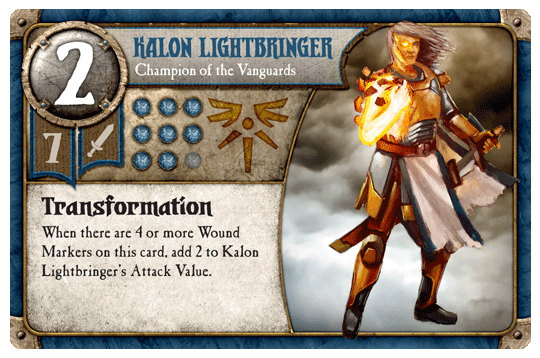 2
KALON LIGHTBRINGER
Champion of the Vanguards
7
Transformation
When there are 4 or more Wound
Markers on this card, add 2 to Kalon
Lightbringer's Attack Value.